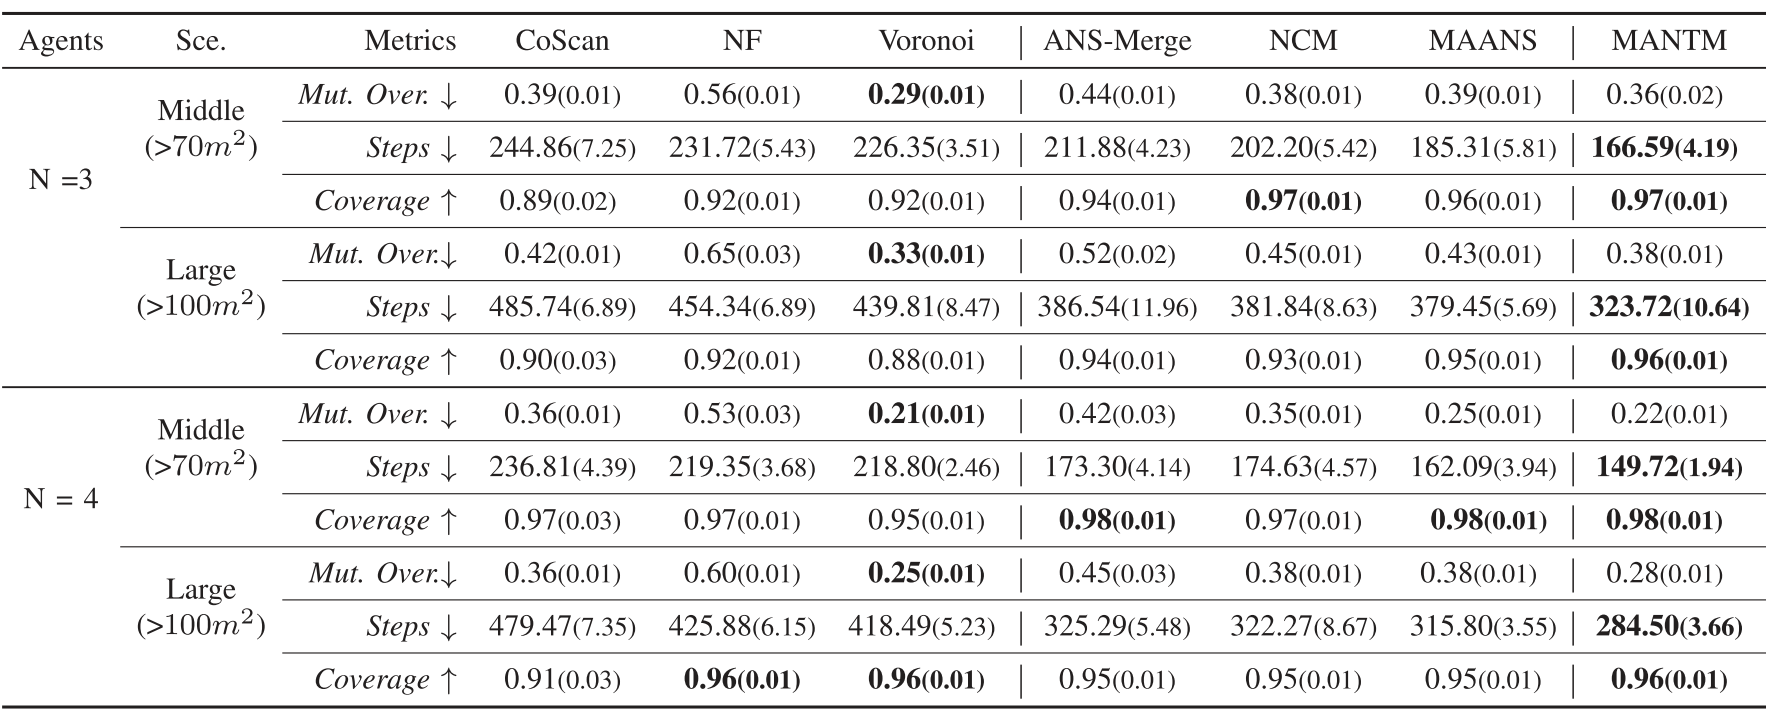 Agents Sce. Metrics CoScan NF Voronoi ANS-Merge NCM MAANS MANTM
N =3 Middle (>70m²) Mut. Over. ↓ 0.39(0.01) 0.56(0.01) 0.29(0.01) 0.44(0.01) 0.38(0.01) 0.39(0.01) 0.36(0.02)
Steps ↓ 244.86(7.25) 231.72(5.43) 226.35(3.51) 211.88(4.23) 202.20(5.42) 185.31(5.81) 166.59(4.19)
Coverage ↑ 0.89(0.02) 0.92(0.01) 0.92(0.01) 0.94(0.01) 0.97(0.01) 0.96(0.01) 0.97(0.01)
Large (>100m²) Mut. Over.↓ 0.42(0.01) 0.65(0.03) 0.33(0.01) 0.52(0.02) 0.45(0.01) 0.43(0.01) 0.38(0.01)
Steps ↓ 485.74(6.89) 454.34(6.89) 439.81(8.47) 386.54(11.96) 381.84(8.63) 379.45(5.69) 323.72(10.64)
Coverage ↑ 0.90(0.03) 0.92(0.01) 0.88(0.01) 0.94(0.01) 0.93(0.01) 0.95(0.01) 0.96(0.01)
N = 4 Middle (>70m²) Mut. Over. ↓ 0.36(0.01) 0.53(0.03) 0.21(0.01) 0.42(0.03) 0.35(0.01) 0.25(0.01) 0.22(0.01)
Steps ↓ 236.81(4.39) 219.35(3.68) 218.80(2.46) 173.30(4.14) 174.63(4.57) 162.09(3.94) 149.72(1.94)
Coverage ↑ 0.97(0.03) 0.97(0.01) 0.95(0.01) 0.98(0.01) 0.97(0.01) 0.98(0.01) 0.98(0.01)
Large (>100m²) Mut. Over.↓ 0.36(0.01) 0.60(0.01) 0.25(0.01) 0.45(0.03) 0.38(0.01) 0.38(0.01) 0.28(0.01)
Steps ↓ 479.47(7.35) 425.88(6.15) 418.49(5.23) 325.29(5.48) 322.27(8.67) 315.80(3.55) 284.50(3.66)
Coverage ↑ 0.91(0.03) 0.96(0.01) 0.96(0.01) 0.95(0.01) 0.95(0.01) 0.95(0.01) 0.96(0.01)